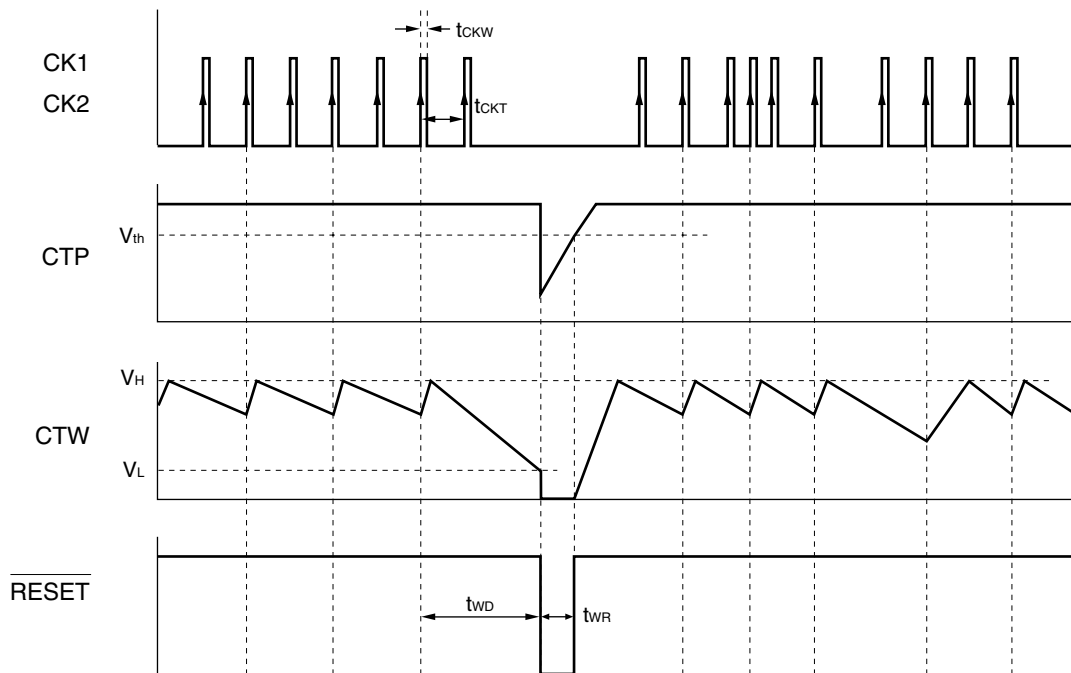 tCKW
CK1
CK2
tCKT
Vth
CTP
VH
CTW
VL
RESET
tWD
tWR